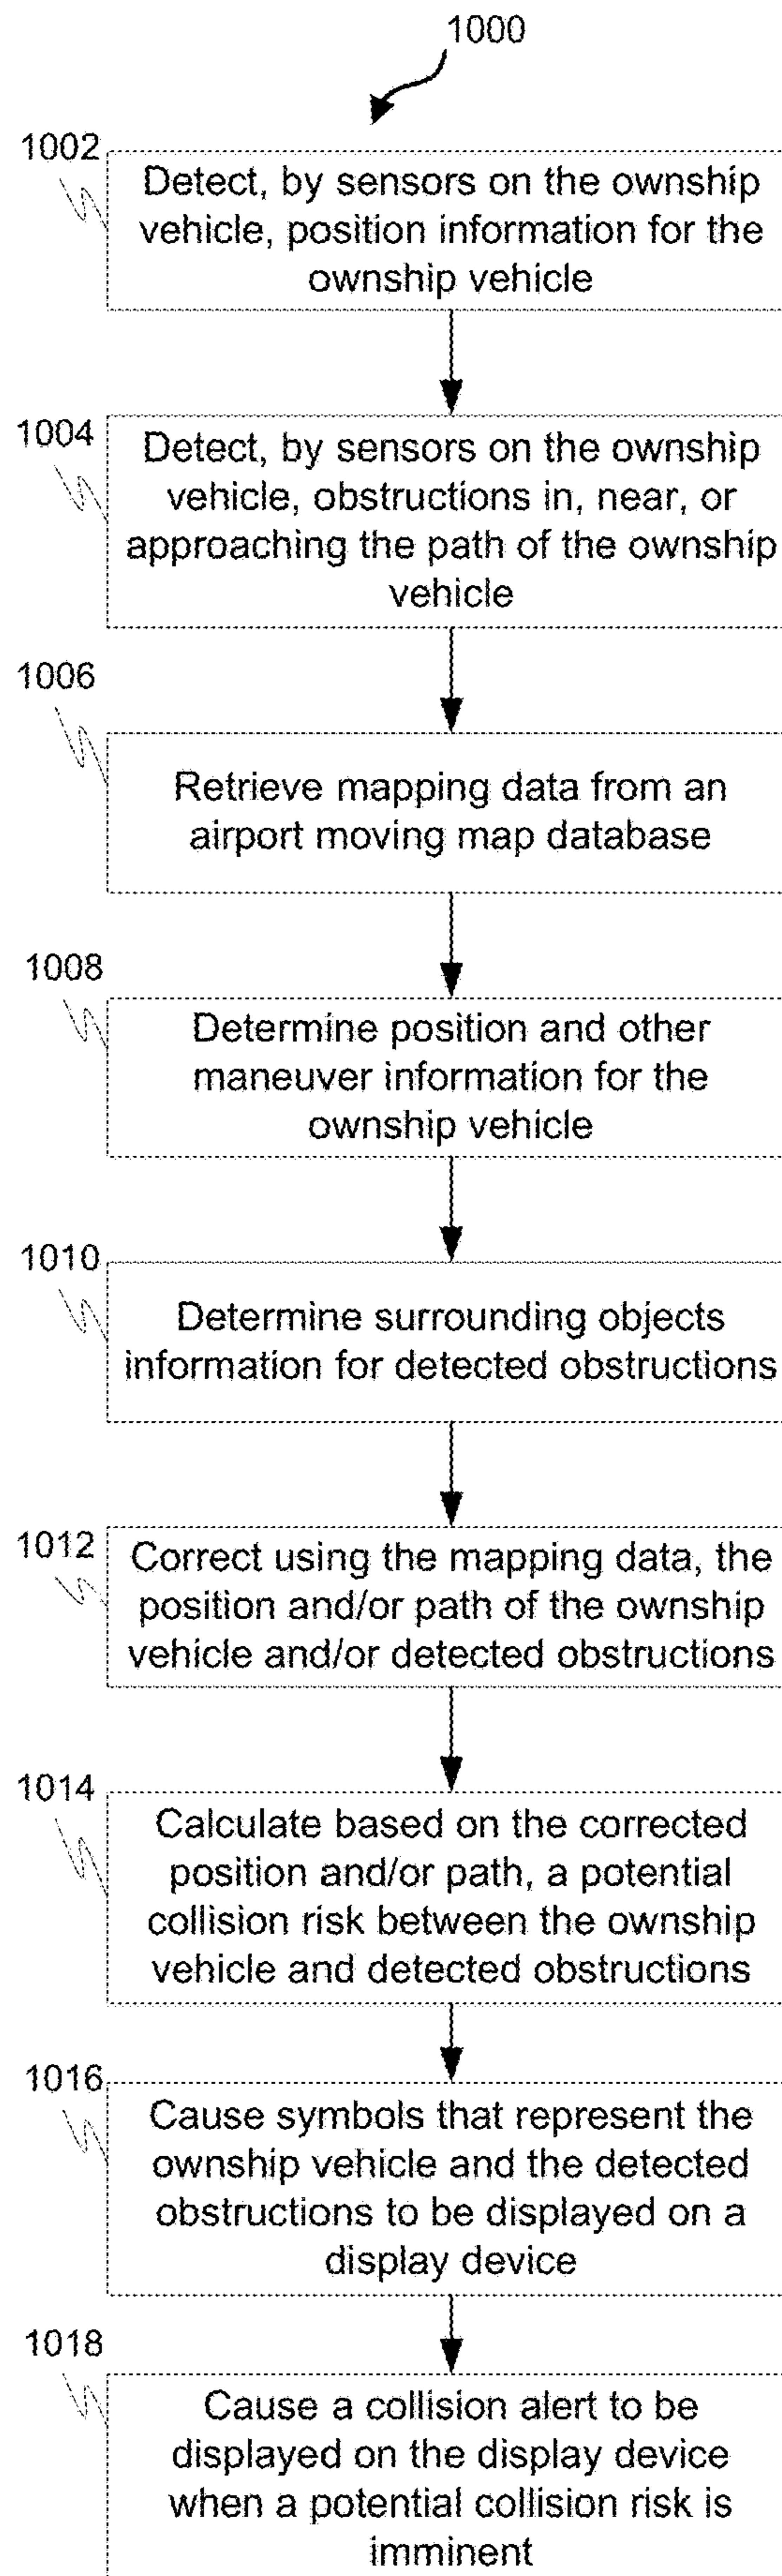 1000
1002
Detect, by sensors on the ownship
vehicle, position information for the
ownship vehicle
1004
Detect, by sensors on the ownship
vehicle, obstructions in, near, or
approaching the path of the ownship
vehicle
1006
Retrieve mapping data from an
airport moving map database
1008
Determine position and other
maneuver information for the
ownship vehicle
1010
Determine surrounding objects
information for detected obstructions
1012
Correct using the mapping data, the
position and/or path of the ownship
vehicle and/or detected obstructions
1014
Calculate based on the corrected
position and/or path, a potential
collision risk between the ownship
vehicle and detected obstructions
1016
Cause symbols that represent the
ownship vehicle and the detected
obstructions to be displayed on a
display device
1018
Cause a collision alert to be
displayed on the display device
when a potential collision risk is
imminent